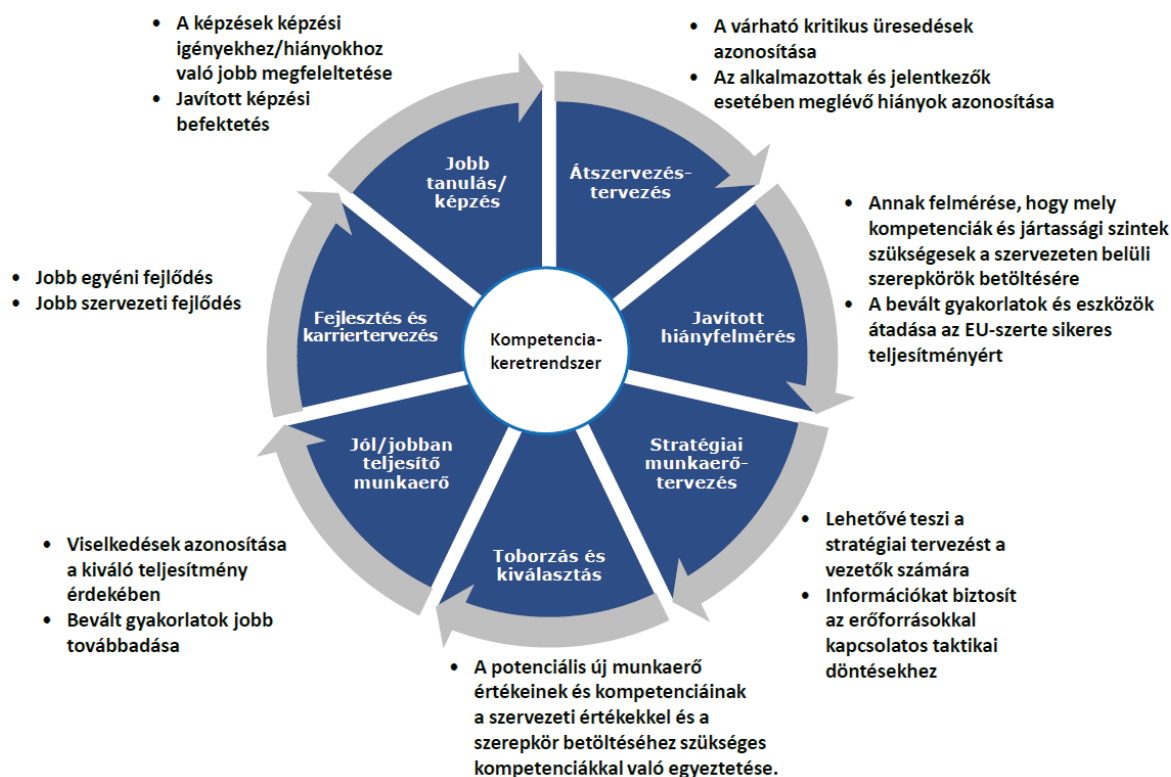 • A képzések képzési
igényekhez/hiányokhoz
való jobb megfeleltetése
• Javított képzési
befektetés
• A várható kritikus üresedések
azonosítása
• Az alkalmazottak és jelentkezők
esetében meglévő hiányok azonosítása
Jobb
tanulás/
képzés
Átszervezés-
tervezés
• Annak felmérése, hogy mely
kompetenciák és jártassági szintek
szükségesek a szervezeten belüli
szerepkörök betöltésére
• A bevált gyakorlatok és eszközök
átadása az EU-szerte sikeres
teljesítményért
• Jobb egyéni fejlődés
• Jobb szervezeti fejlődés
Fejlesztés és
karriertervezés
Kompetencia-
keretrendszer
Javított
hiányfelmérés
Jól/jobban
teljesítő
munkaerő
Stratégiai
munkaerő-
tervezés
Toborzás és
kiválasztás
• Viselkedések azonosítása
a kiváló teljesítmény
érdekében
• Bevált gyakorlatok jobb
továbbadása
• Lehetővé teszi a
stratégiai tervezést a
vezetők számára
• Információkat biztosít
az erőforrásokkal
kapcsolatos taktikai
döntésekhez
• A potenciális új munkaerő
értékeinek és kompetenciáinak
a szervezeti értékekkel és a
szerepkör betöltéséhez szükséges
kompetenciákkal való egyeztetése.